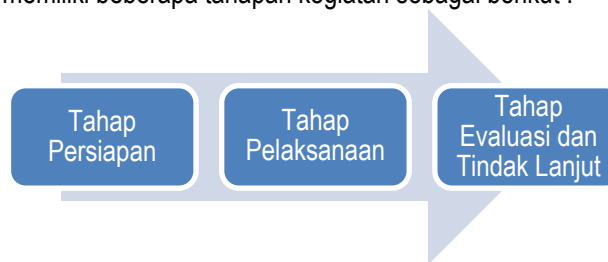 memiliki beberapa tahapan kegiatan sebagai berikut :
Tahap
Persiapan
Tahap
Pelaksanaan
Tahap
Evaluasi dan
Tindak Lanjut